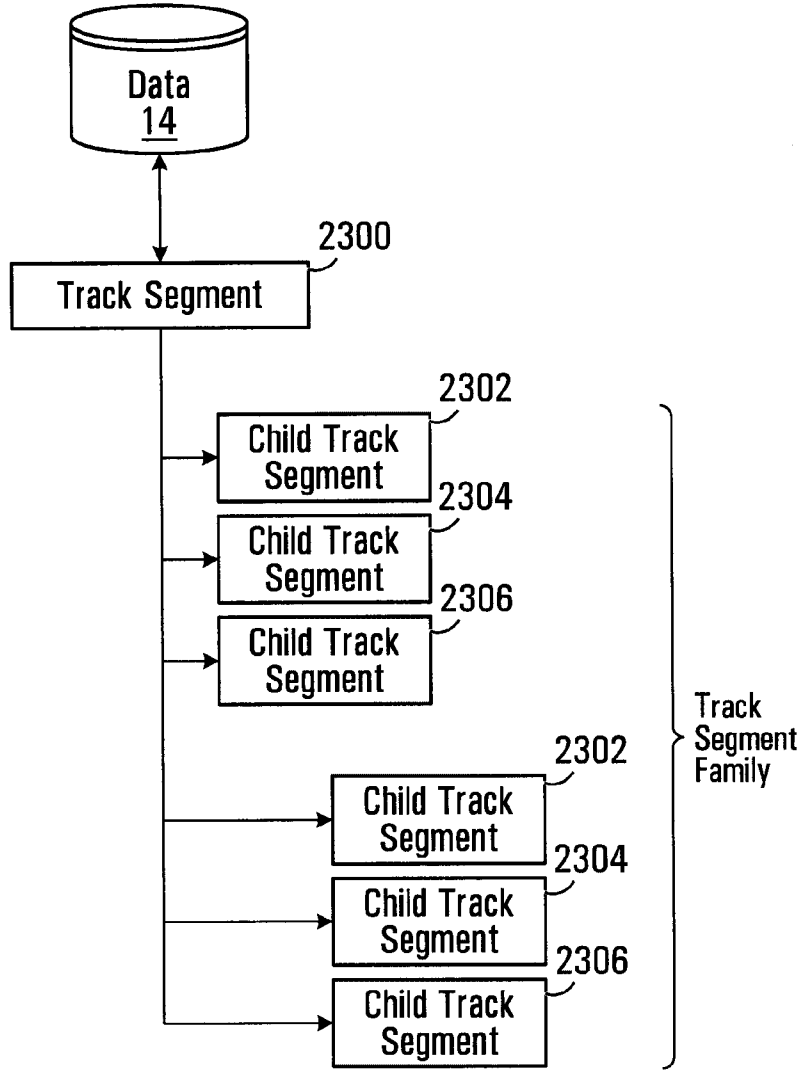 Data
14
2300
Track Segment
2302
Child Track
Segment
2304
Child Track
Segment
2306
Child Track
Segment
Track
Segment
Family
2302
Child Track
Segment
2304
Child Track
Segment
2306
Child Track
Segment